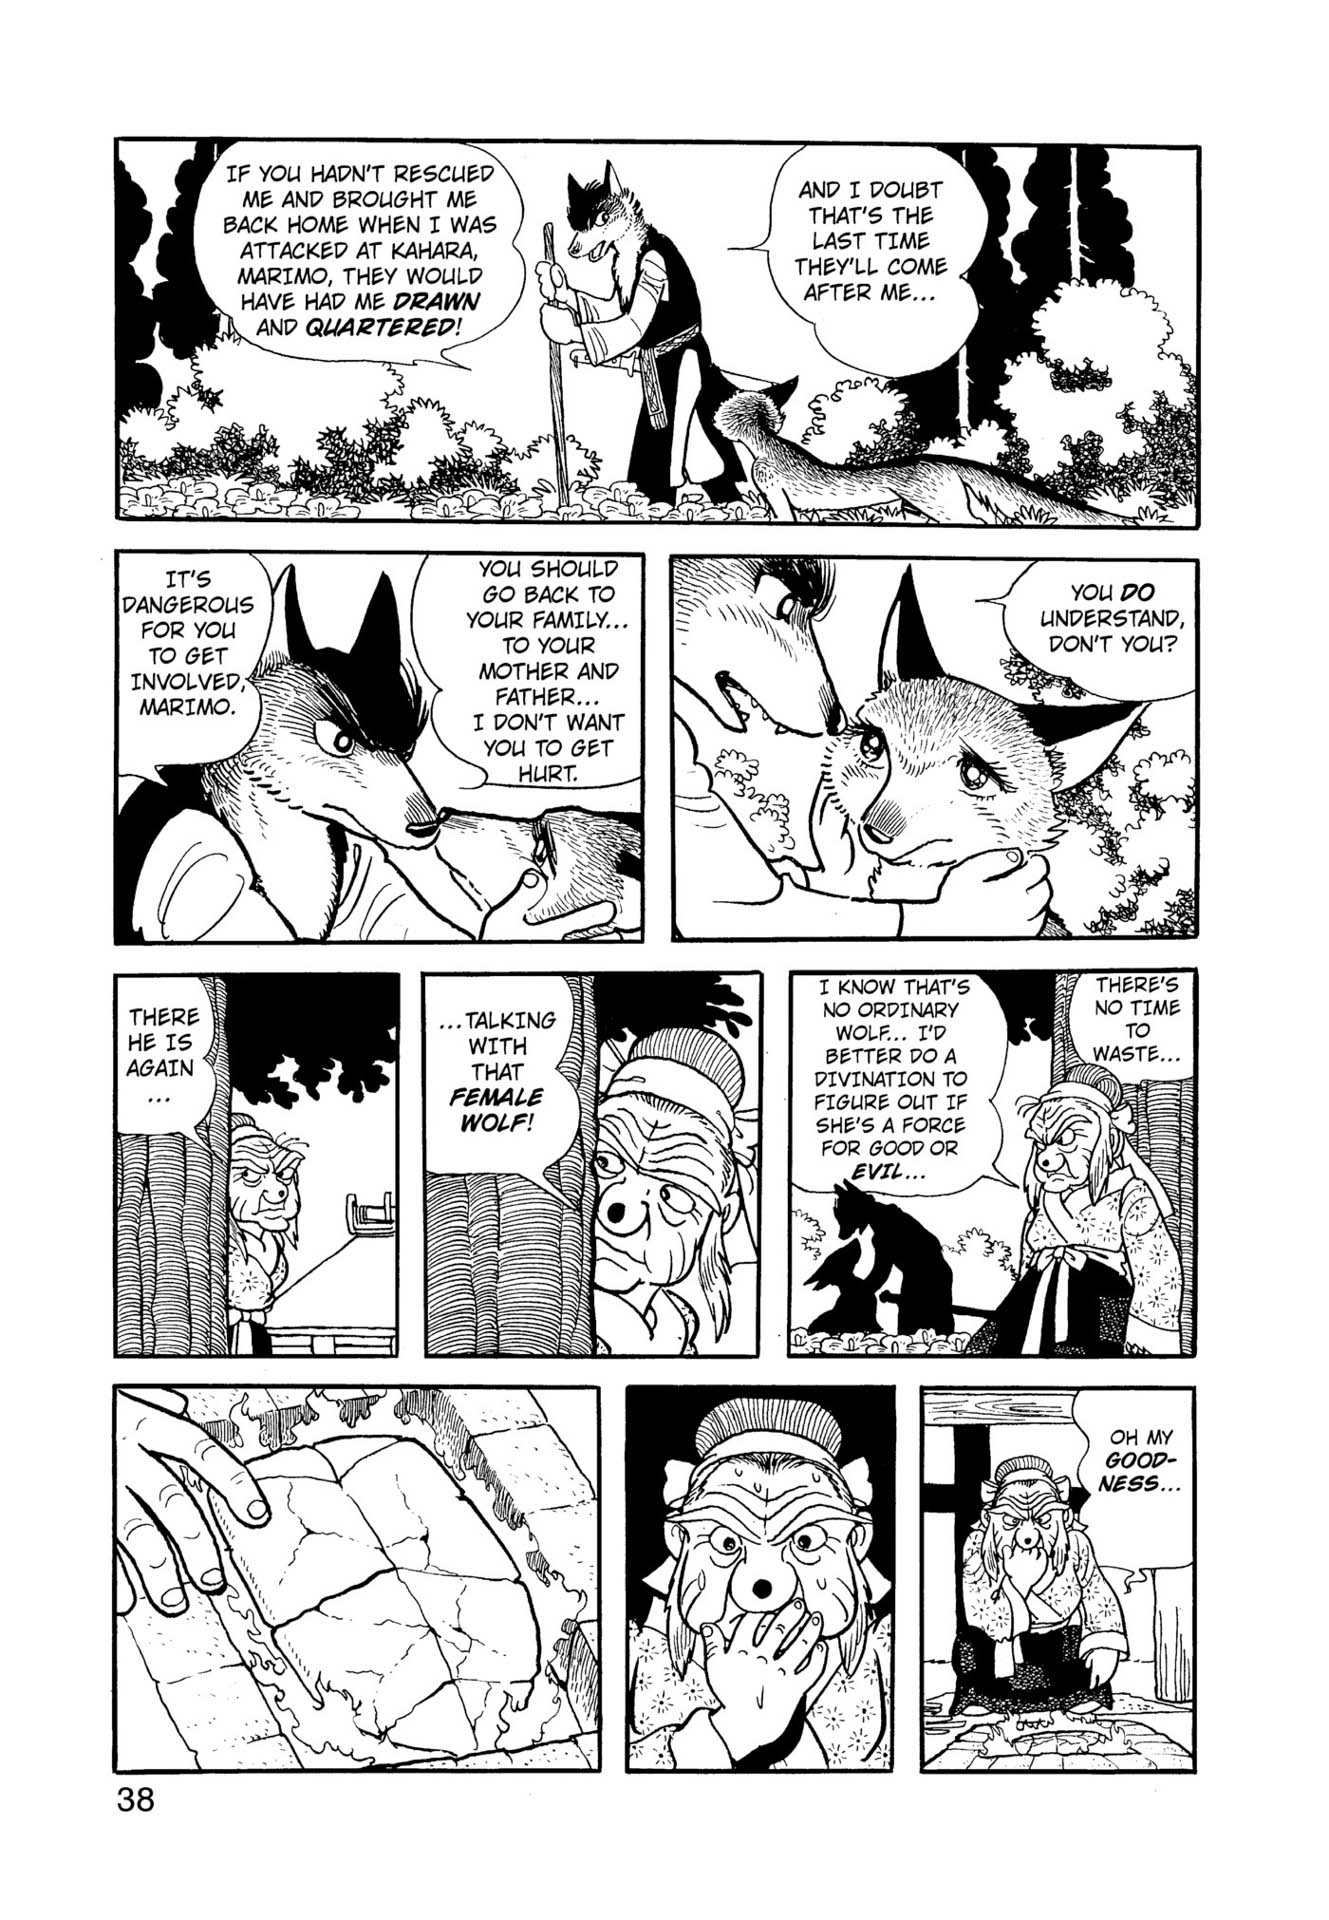 IF YOU HADN'T RESCUED
ME AND BROUGHT ME
BACK HOME WHEN I WAS
ATTACKED AT KAHARA,
MARIMO, THEY WOULD
HAVE HAD ME DRAWN
AND QUARTERED!
AND I DOUBT
THAT'S THE
LAST TIME
THEY'LL COME
AFTER ME...
IT'S
DANGEROUS
FOR YOU
TO GET
INVOLVED,
MARIMO.
YOU SHOULD
GO BACK TO
YOUR FAMILY...
TO YOUR
MOTHER AND
FATHER...
I DON'T WANT
YOU TO GET
HURT.
YOU DO
UNDERSTAND,
DON'T YOU?
THERE
HE IS
AGAIN
...
...TALKING
WITH
THAT
FEMALE
WOLF!
I KNOW THAT'S
NO ORDINARY
WOLF... I'D
BETTER DO A
DIVINATION TO
FIGURE OUT IF
SHE'S A FORCE
FOR GOOD OR
EVIL...
THERE'S
NO TIME
TO
WASTE...
OH MY
GOOD-
NESS...
38